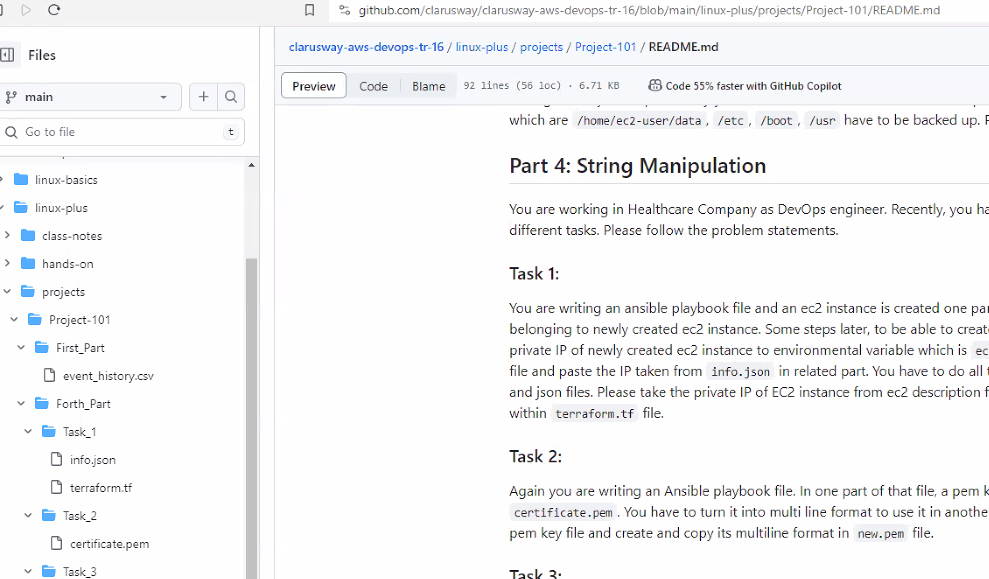 github.com/clarusway/clarusway-aws-devops-tr-16/blob/main/linux-plus/projects/Project-101/README.md
Files
main
Go to file
t
linux-basics
linux-plus
class-notes
hands-on
projects
Project-101
First_Part
event_history.csv
Forth_Part
Task_1
info.json
terraform.tf
Task_2
certificate.pem
Task_3
clarusway-aws-devops-tr-16 / linux-plus / projects / Project-101 / README.md
Preview Code Blame 92 lines (56 loc) · 6.71 KB Code 55% faster with GitHub Copilot
which are /home/ec2-user/data, /etc, /boot, /usr have to be backed up.
Part 4: String Manipulation
You are working in Healthcare Company as DevOps engineer. Recently, you ha
different tasks. Please follow the problem statements.
Task 1:
You are writing an ansible playbook file and an ec2 instance is created one par
belonging to newly created ec2 instance. Some steps later, to be able to creat
private IP of newly created ec2 instance to environmental variable which is ec
file and paste the IP taken from info.json in related part. You have to do all t
and json files. Please take the private IP of EC2 instance from ec2 description f
within terraform.tf file.
Task 2:
Again you are writing an Ansible playbook file. In one part of that file, a pem k
certificate.pem. You have to turn it into multi line format to use it in anothe
pem key file and create and copy its multiline format in new.pem file.
Task 3: